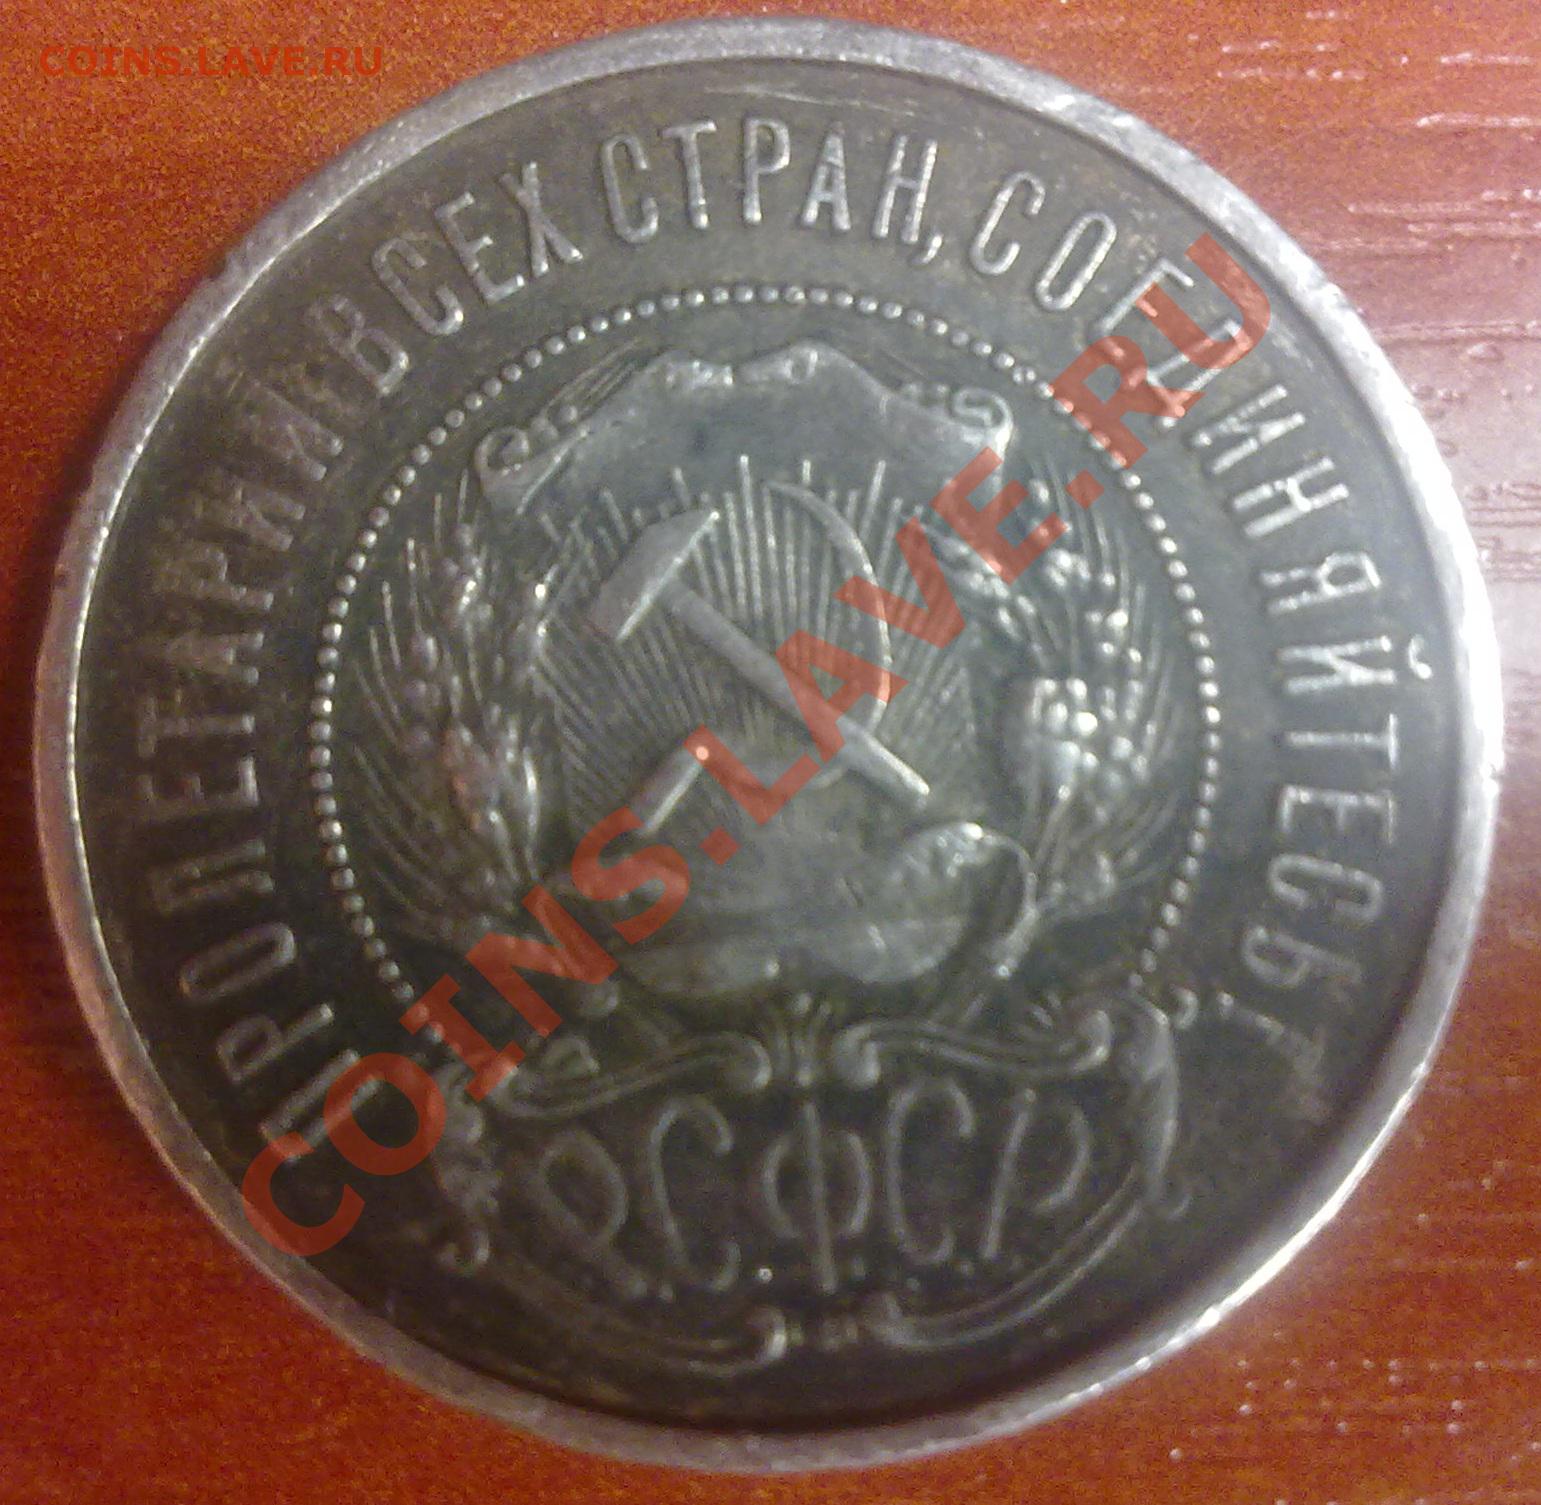 COINS.LAVE.RU
ПРОЛЕТАРИИ ВСЕХ СТРАН, СОЕДИНЯЙТЕСЬ!
Р.С.Ф.С.Р.
COINS.LAVE.RU